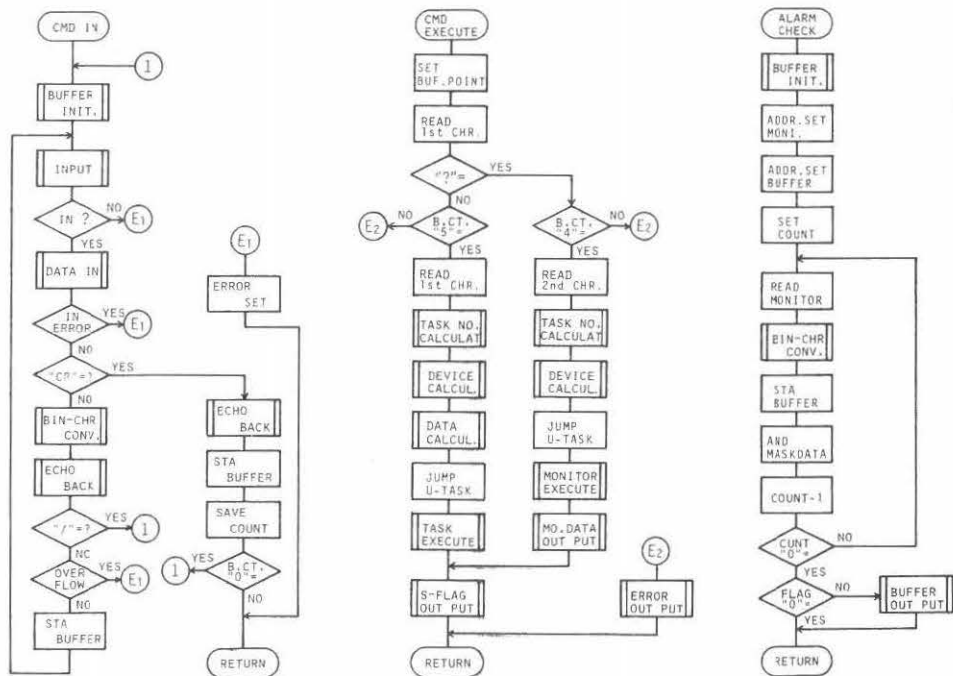 CMD IN
1
BUFFER
INIT.
INPUT
IN ?
NO
E1
YES
DATA IN
IN
ERROR
YES
E1
NO
"CR"=?
YES
NO
BIN-CHR
CONV.
ECHO
BACK
"/"=?
YES
1
NO
OVER
FLOW
YES
E1
NO
STA
BUFFER
E1
ERROR
SET
ECHO
BACK
STA
BUFFER
SAVE
COUNT
B.CT.
"0"=
YES
1
NO
RETURN
CMD
EXECUTE
SET
BUF.POINT
READ
1st CHR.
"?"=
YES
NO
B.CT.
"5"=
NO
E2
YES
READ
1st CHR.
TASK NO.
CALCULAT
DEVICE
CALCUL.
DATA
CALCUL.
JUMP
U-TASK
TASK
EXECUTE
S-FLAG
OUT PUT
RETURN
B.CT.
"4"=
NO
E2
YES
READ
2nd CHR.
TASK NO.
CALCULAT
DEVICE
CALCUL.
JUMP
U-TASK
MONITOR
EXECUTE
MO.DATA
OUT PUT
E2
ERROR
OUT PUT
ALARM
CHECK
BUFFER
INIT.
ADDR.SET
MONI.
ADDR.SET
BUFFER
SET
COUNT
READ
MONITOR
BIN-CHR
CONV.
STA
BUFFER
AND
MASKDATA
COUNT-1
CUNT
"0"=
NO
YES
FLAG
"0"=
NO
BUFFER
OUT PUT
YES
RETURN